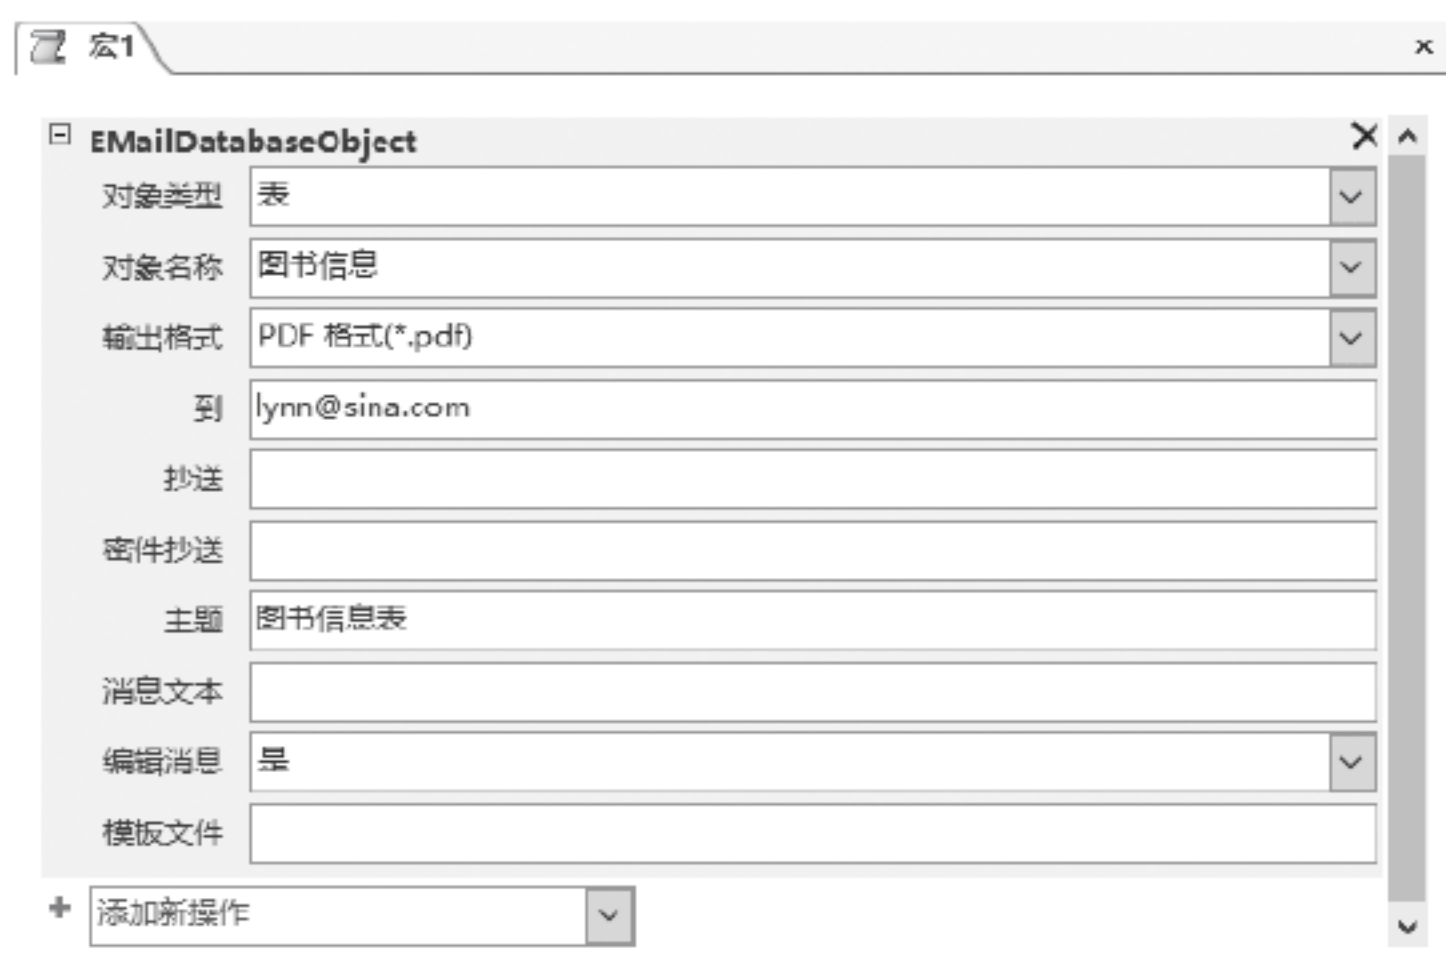 宏1
EMailDatabaseObject
对象类型 表
对象名称 图书信息
输出格式 PDF 格式(*.pdf)
到 lynn@sina.com
抄送
密件抄送
主题 图书信息表
消息文本
编辑消息 是
模板文件
添加新操作